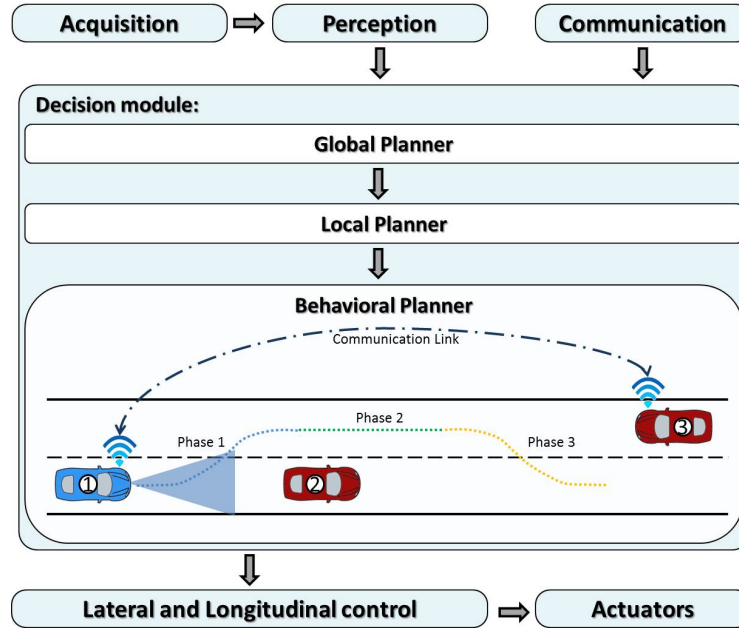 Acquisition
Perception
Communication
Decision module:
Global Planner
Local Planner
Behavioral Planner
Communication Link
Phase 1
Phase 2
Phase 3
1
2
3
Lateral and Longitudinal control
Actuators